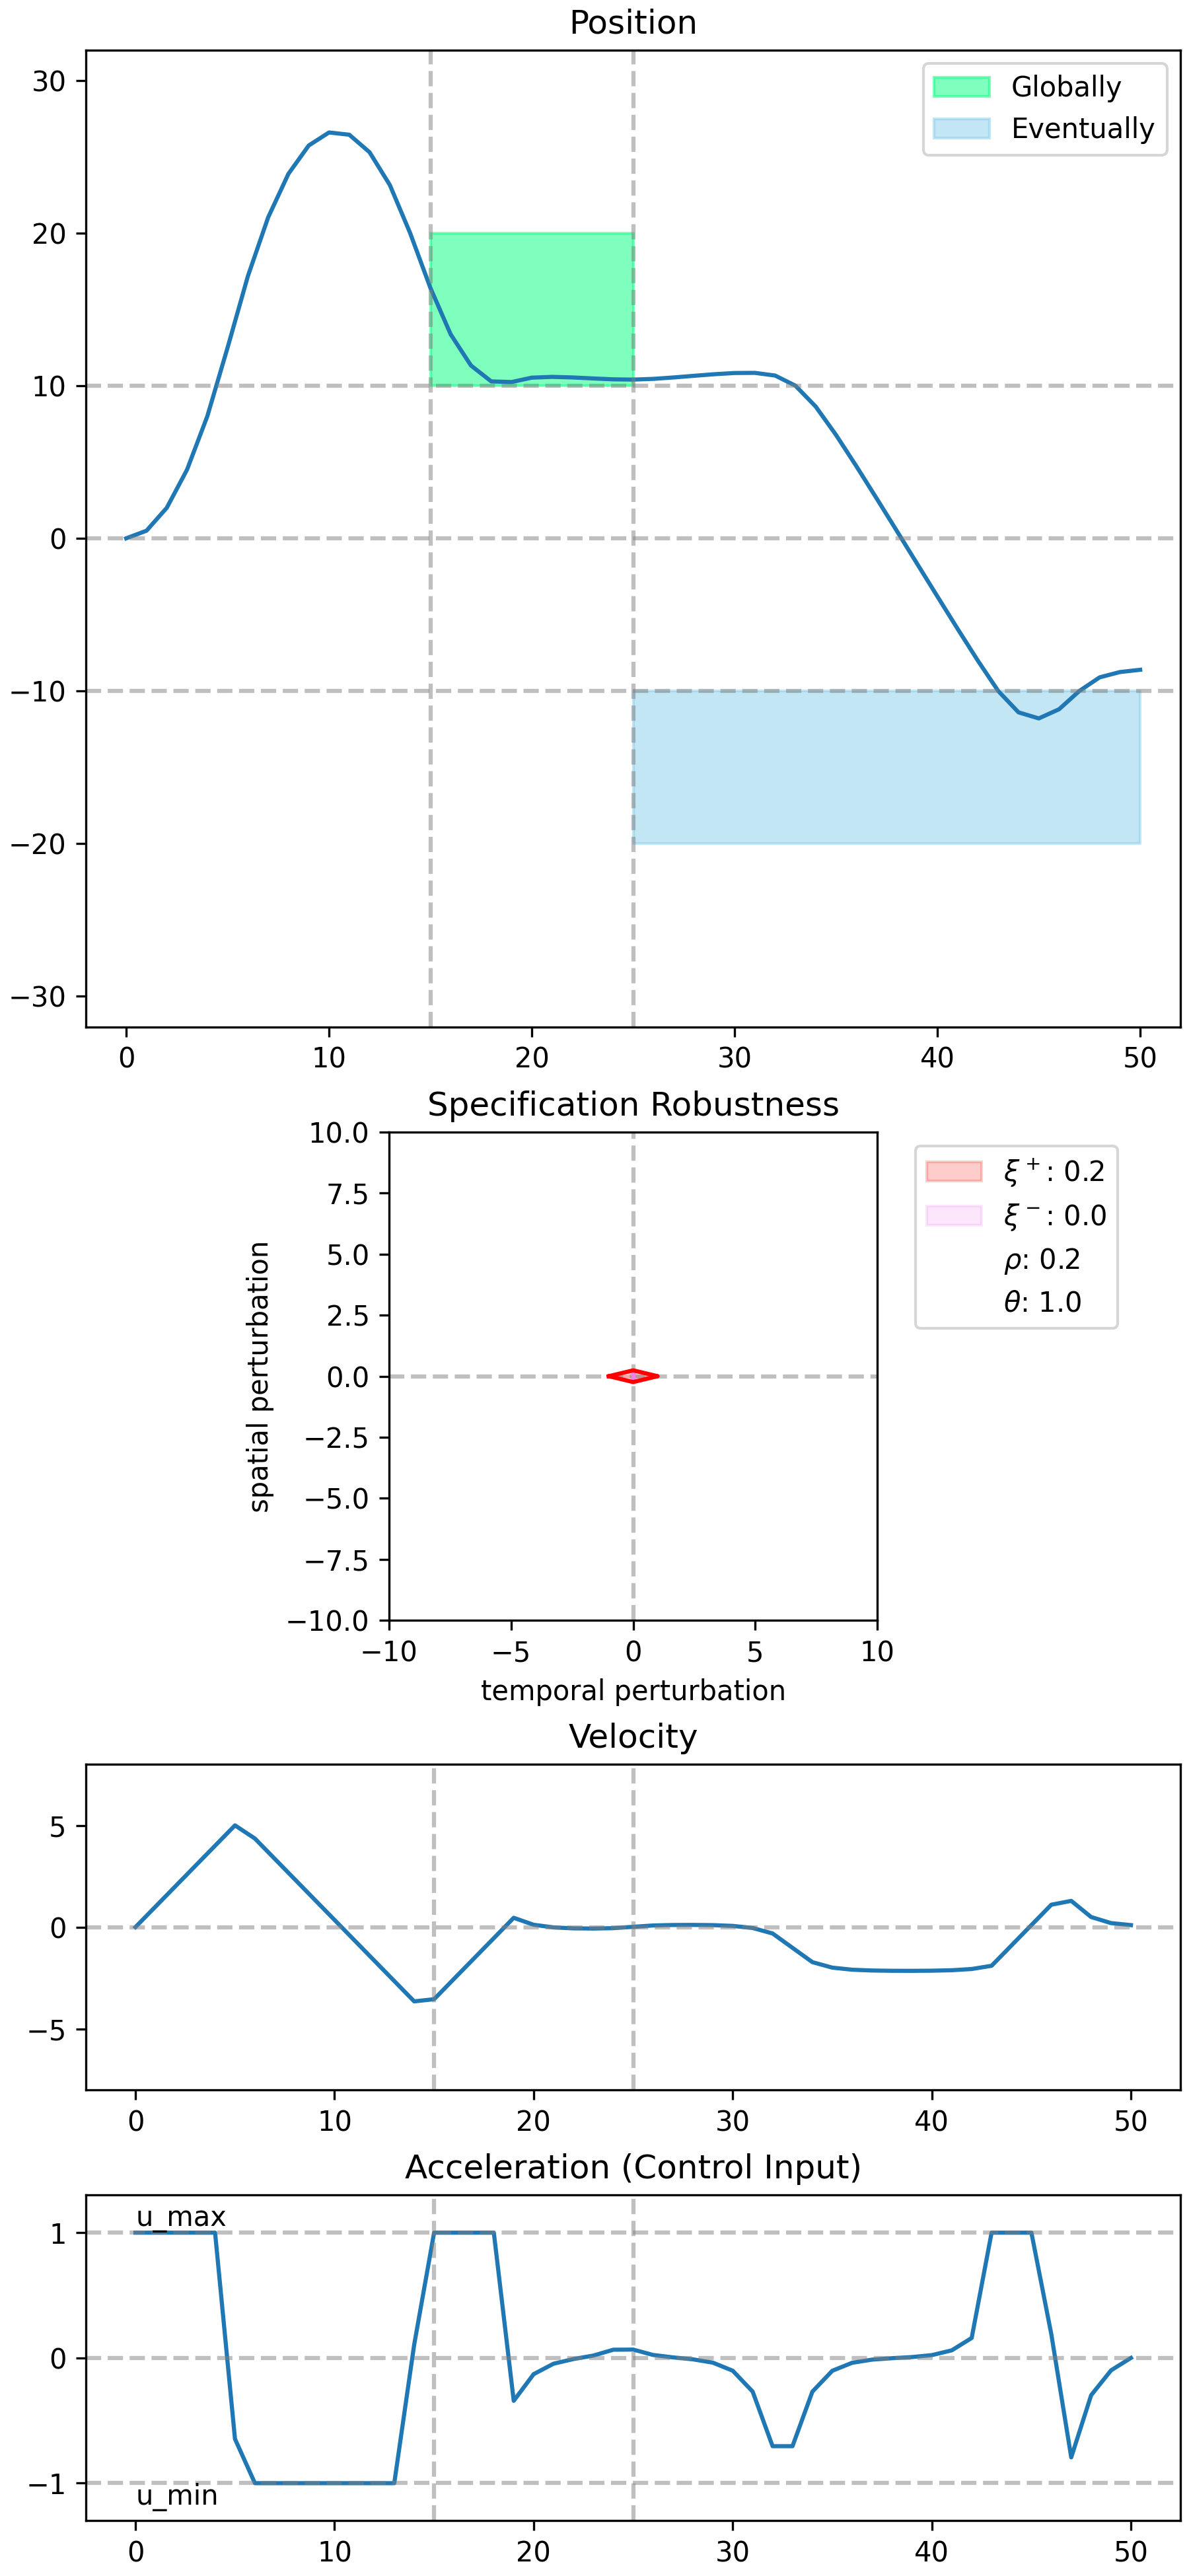 Position
30
20
10
0
−10
−20
−30
0 10 20 30 40 50
Globally
Eventually
Specification Robustness
10.0
7.5
5.0
2.5
0.0
−2.5
−5.0
−7.5
−10.0
spatial perturbation
−10 −5 0 5 10
temporal perturbation
ξ⁺: 0.2
ξ⁻: 0.0
ρ: 0.2
θ: 1.0
Velocity
5
0
−5
0 10 20 30 40 50
Acceleration (Control Input)
u_max
1
0
−1
u_min
0 10 20 30 40 50